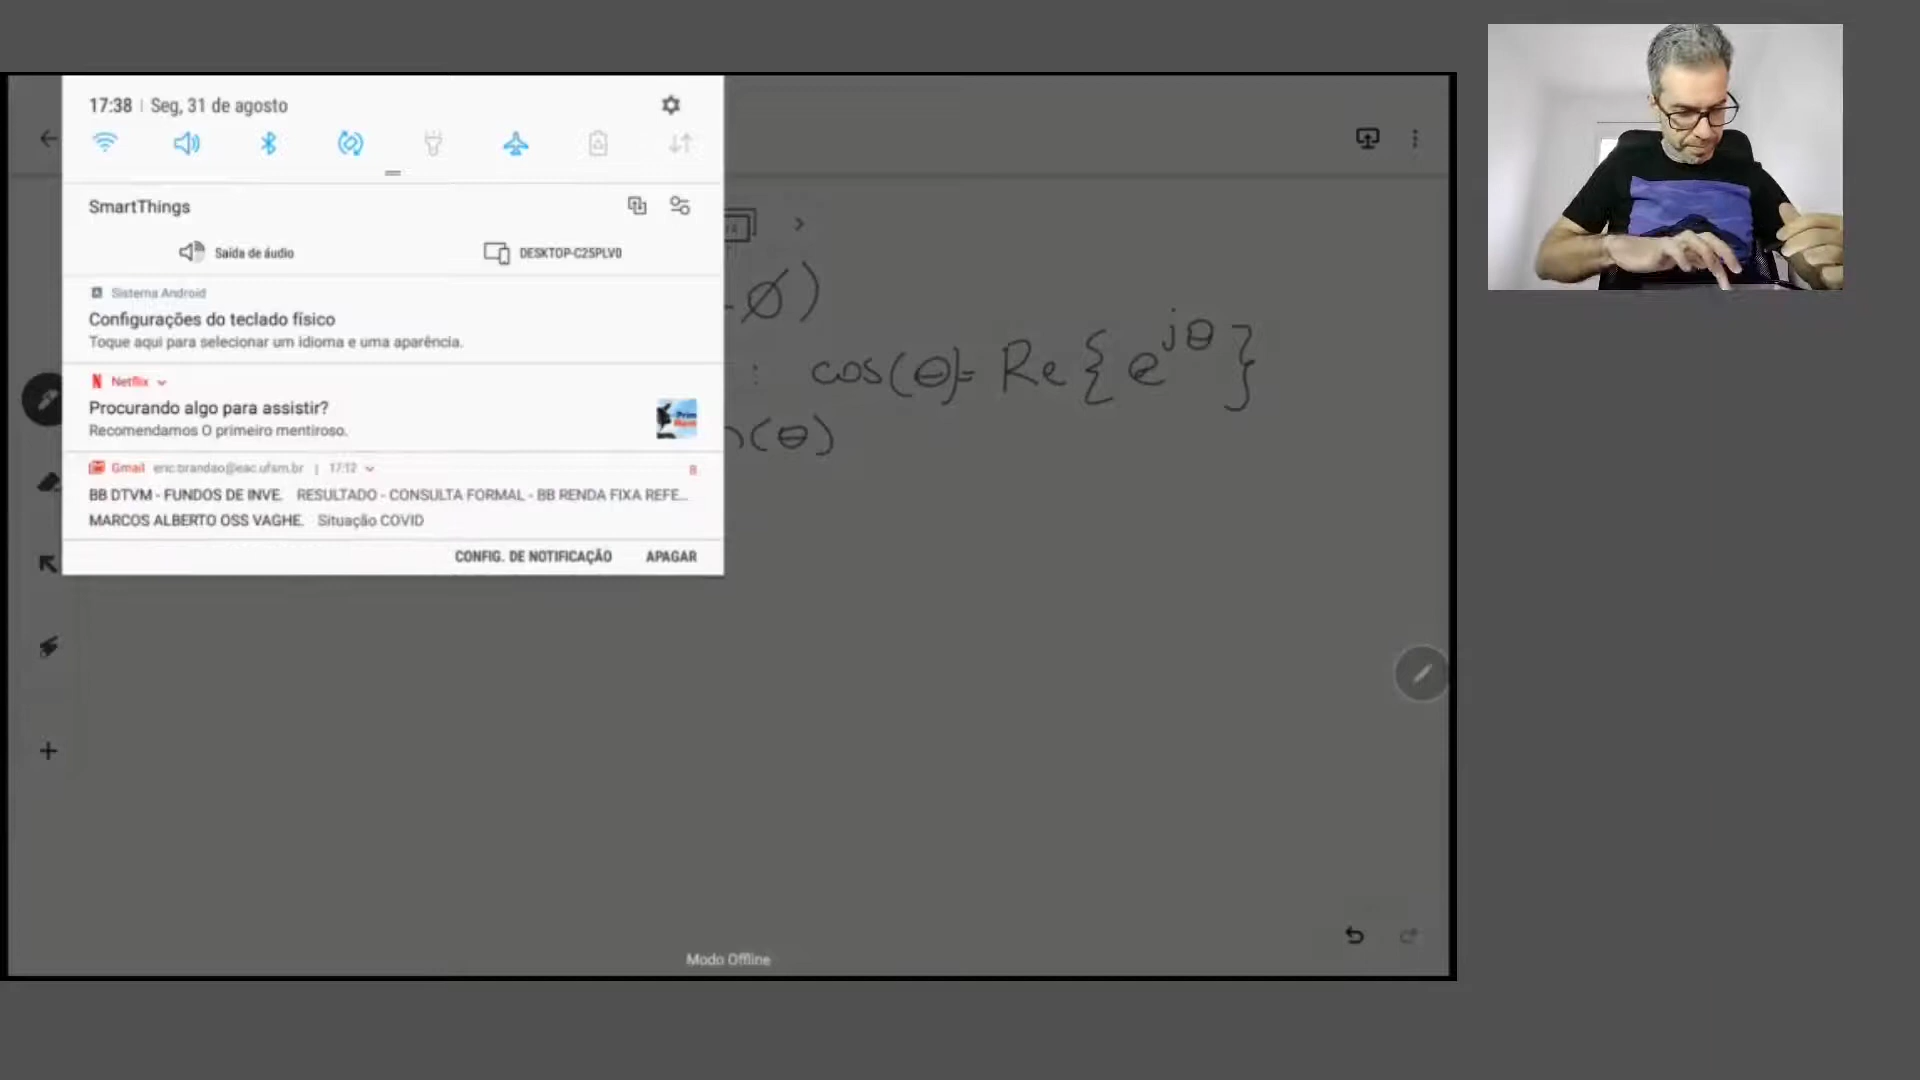 17:38 | Seg, 31 de agosto
SmartThings
Saída de áudio DESKTOP-C25PLV0
Sistema Android
Configurações do teclado físico
Toque aqui para selecionar um idioma e uma aparência.
Netflix
Procurando algo para assistir?
Recomendamos O primeiro mentiroso.
Gmail eric.brandao@eac.ufsm.br | 17:12 8
BB DTVM - FUNDOS DE INVE. RESULTADO - CONSULTA FORMAL - BB RENDA FIXA REFE...
MARCOS ALBERTO OSS VAGHE. Situação COVID
CONFIG. DE NOTIFICAÇÃO APAGAR
-Ø)
: cos(θ)= Re{e^jθ}
n(θ)
Modo Offline